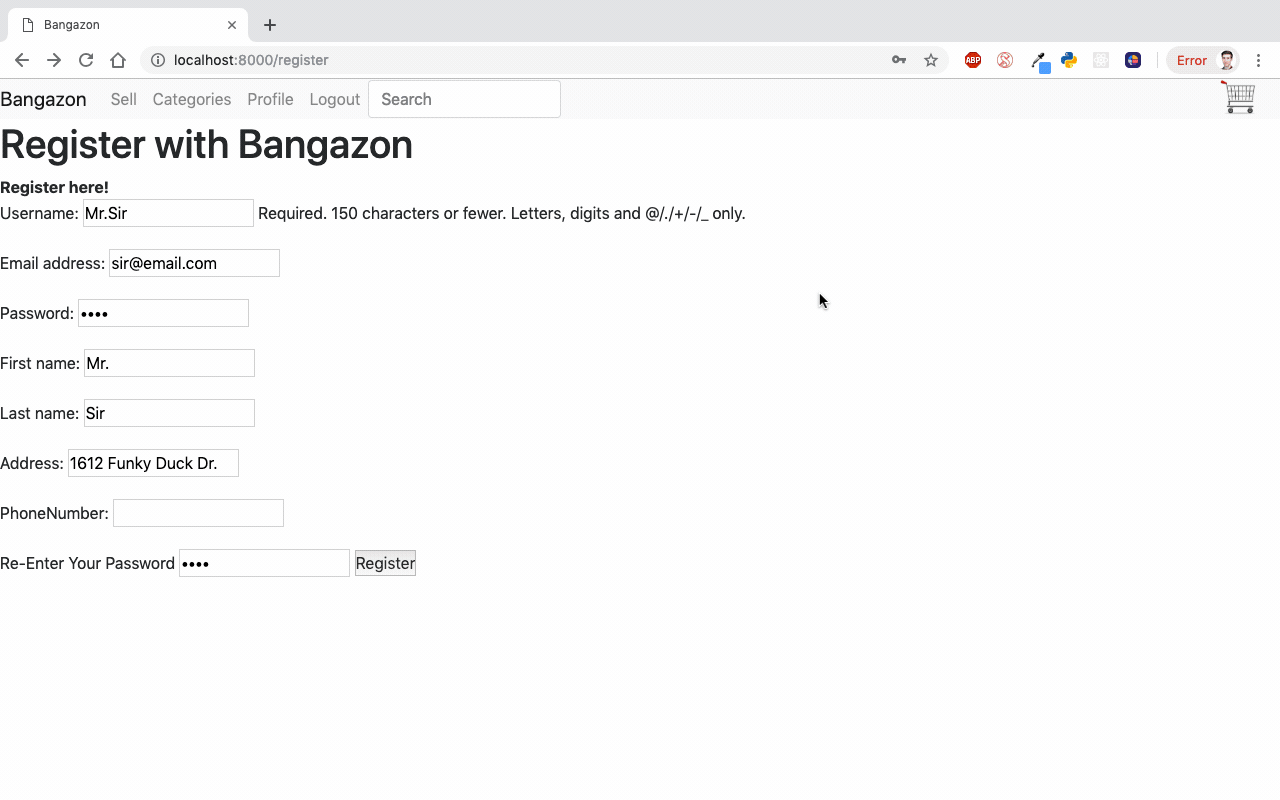 Bangazon
localhost:8000/register
ABP
Error
Bangazon Sell Categories Profile Logout Search
Register with Bangazon
Register here!
Username: Mr.Sir Required. 150 characters or fewer. Letters, digits and @/./+/-/_ only.
Email address: sir@email.com
Password: ••••
First name: Mr.
Last name: Sir
Address: 1612 Funky Duck Dr.
PhoneNumber:
Re-Enter Your Password •••• Register